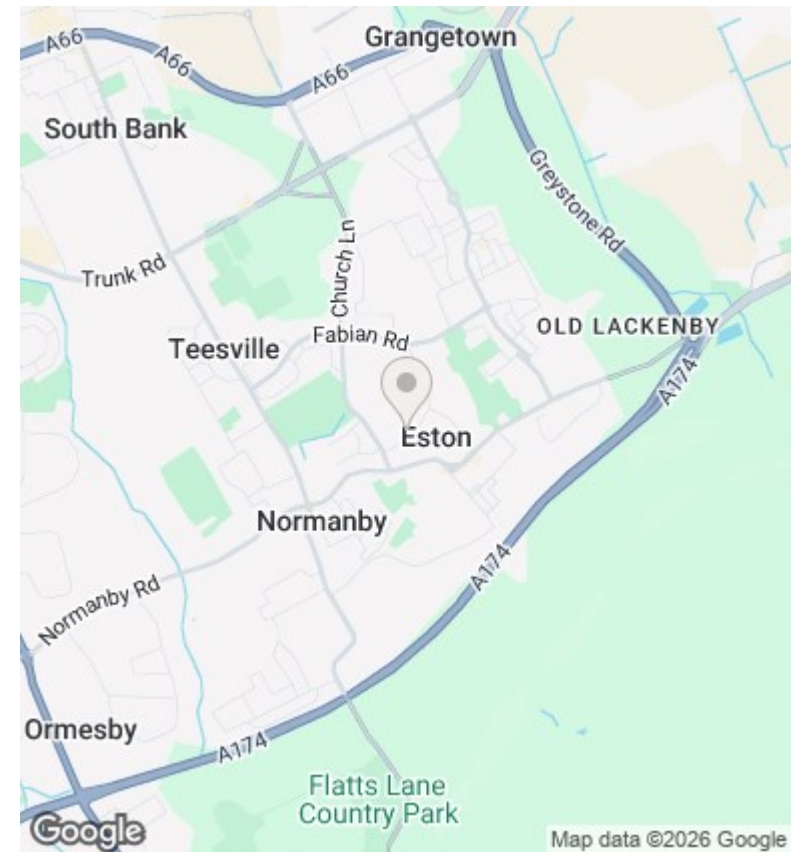 Grangetown
A66
A66
A66
South Bank
Greystone Rd
Church Ln
Trunk Rd
OLD LACKENBY
Fabian Rd
Teesville
A174
Eston
Normanby
A174
Normanby Rd
Ormesby
A174
Flatts Lane
Country Park
Google
Map data ©2026 Google